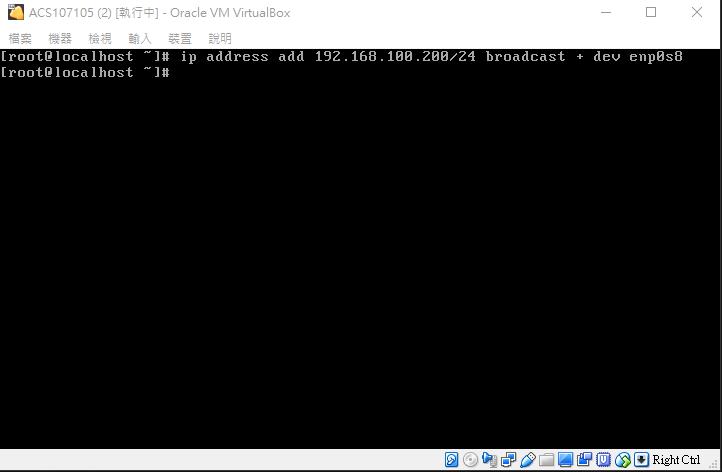 ACS107105 (2) [執行中] - Oracle VM VirtualBox
檔案 機器 檢視 輸入 裝置 說明
[root@localhost ~]# ip address add 192.168.100.200/24 broadcast + dev enp0s8
[root@localhost ~]#
Right Ctrl